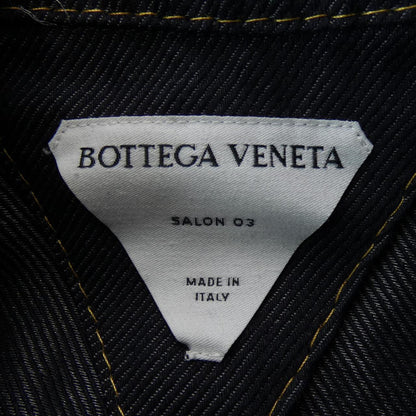 BOTTEGA VENETA
SALON 03
MADE IN
ITALY